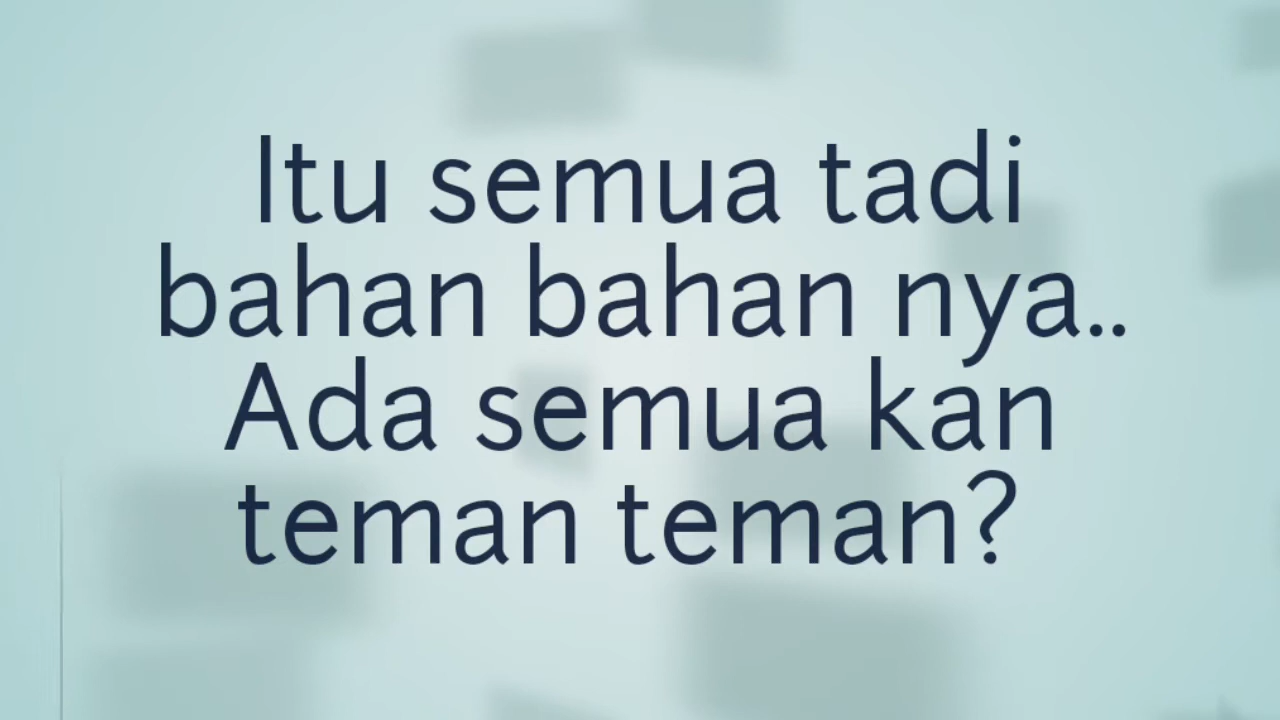 Itu semua tadi
bahan bahan nya..
Ada semua kan
teman teman?